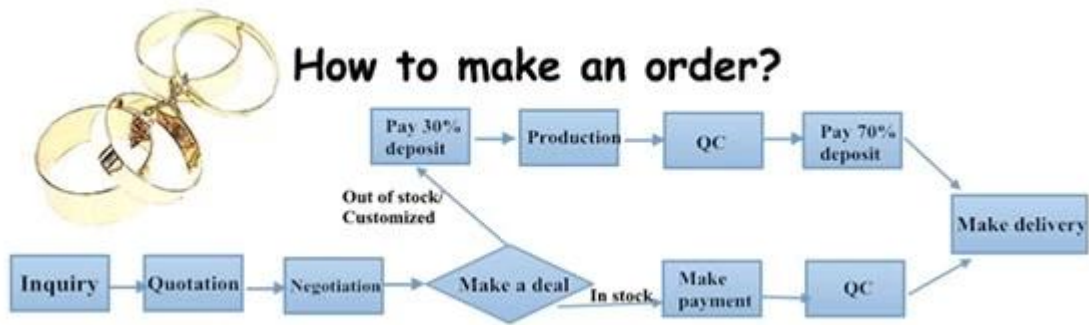 How to make an order?
Pay 30%
deposit
Production
QC
Pay 70%
deposit
Out of stock/
Customized
Make delivery
Inquiry
Quotation
Negotiation
Make a deal
In stock
Make
payment
QC